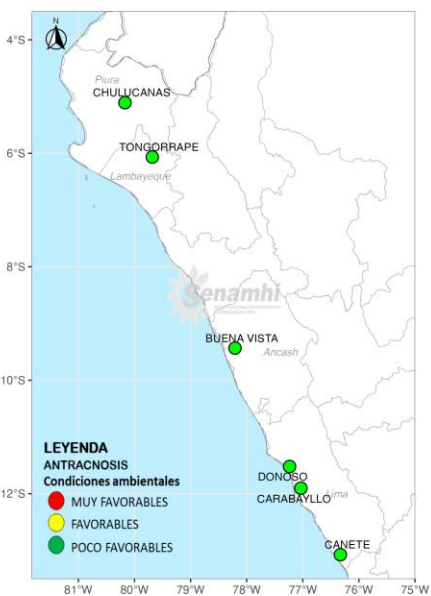 N
4°S
Piura
CHULUCANAS
6°S
TONGORRAPE
Lambayeque
8°S
Senamhi
BUENA VISTA
Ancash
10°S
LEYENDA
ANTRACNOSIS
Condiciones ambientales
MUY FAVORABLES
FAVORABLES
POCO FAVORABLES
DONOSO
12°S
CARABAYLLO
Lima
CANETE
81°W 80°W 79°W 78°W 77°W 76°W 75°W